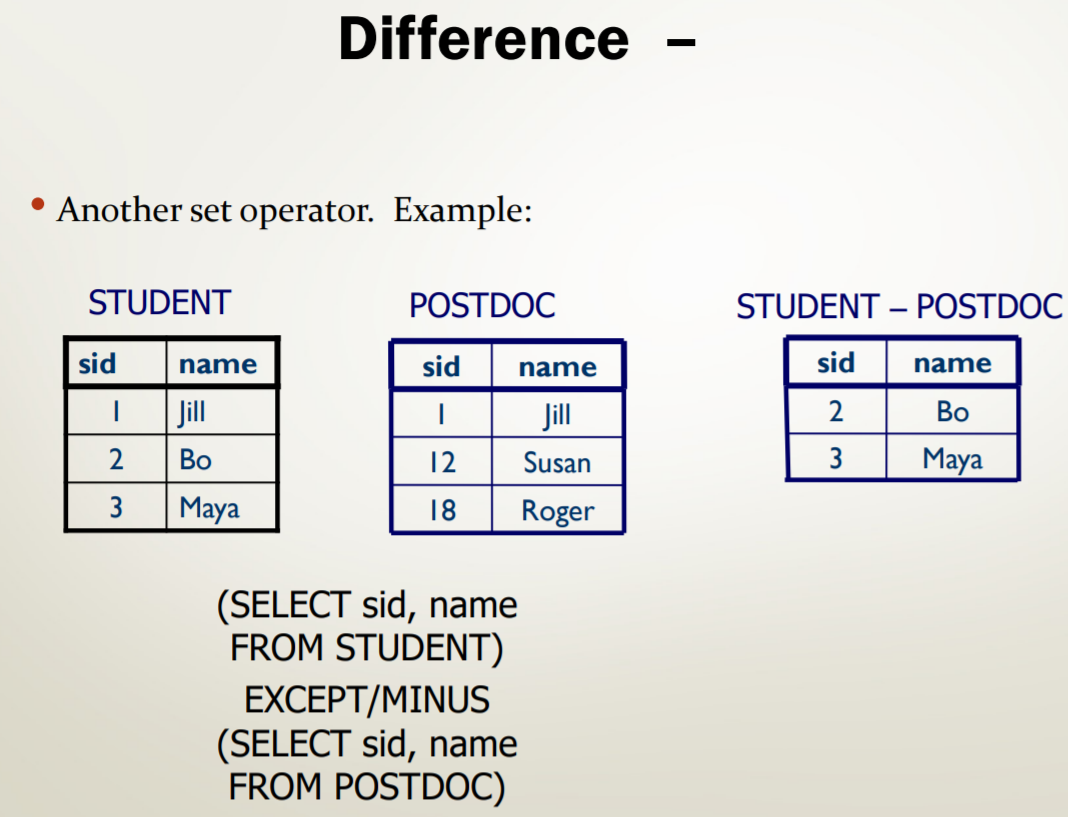 Difference –
• Another set operator. Example:
STUDENT
sid name
1 Jill
2 Bo
3 Maya
POSTDOC
sid name
1 Jill
12 Susan
18 Roger
STUDENT – POSTDOC
sid name
2 Bo
3 Maya
(SELECT sid, name
FROM STUDENT)
EXCEPT/MINUS
(SELECT sid, name
FROM POSTDOC)